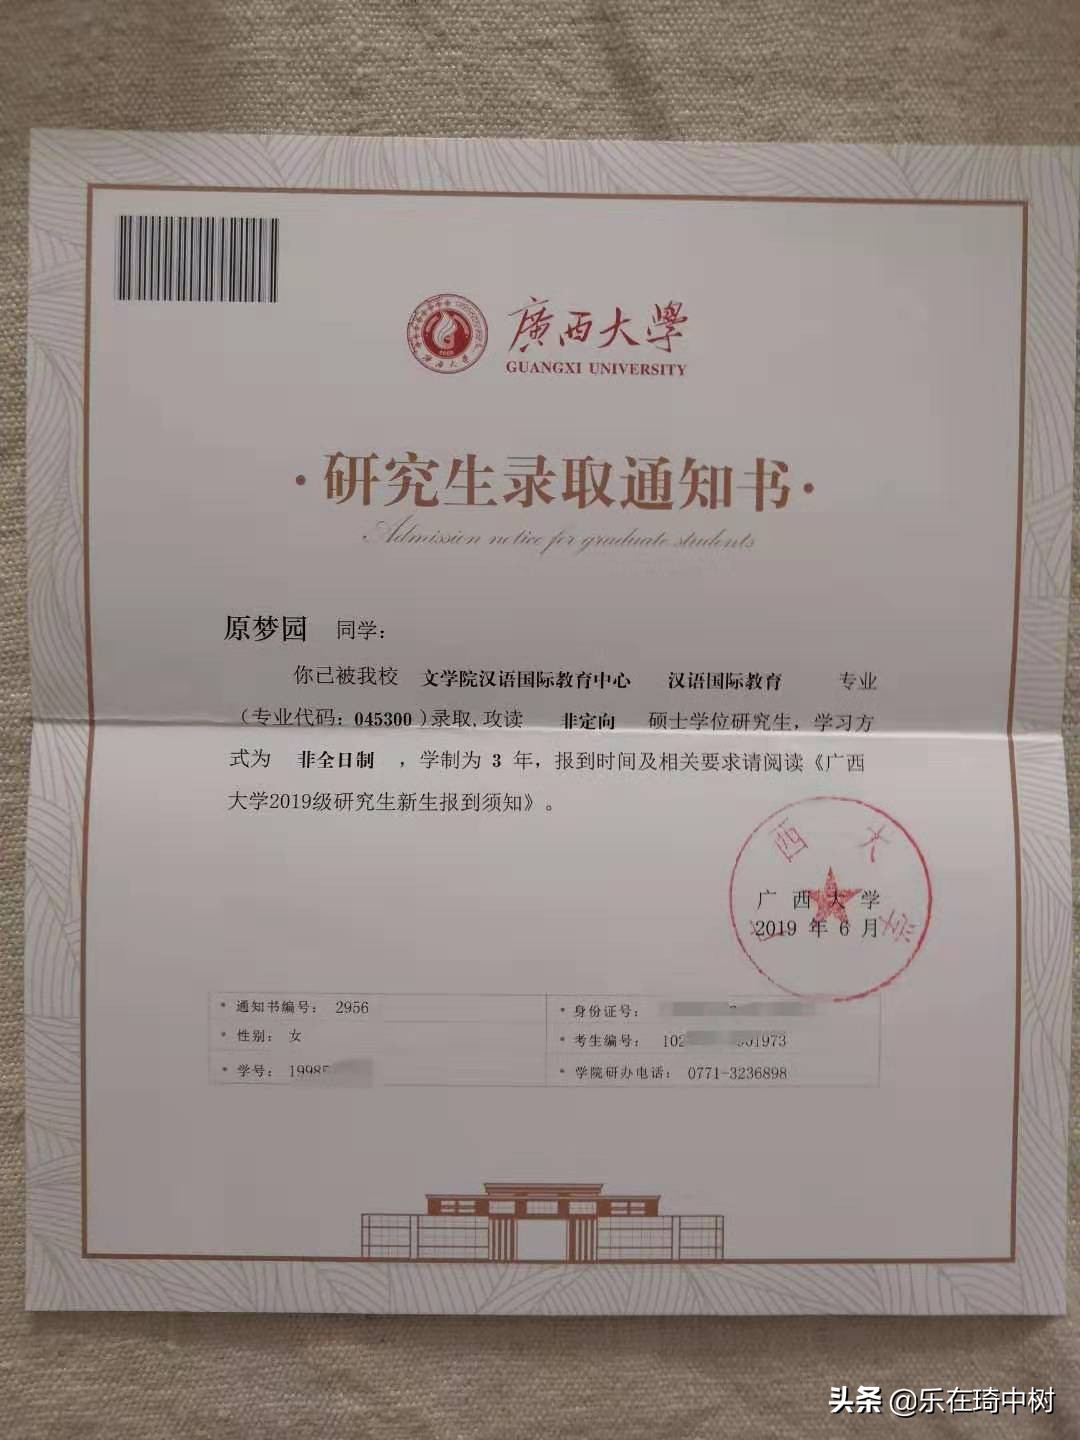 廣西大學
GUANGXI UNIVERSITY
·研究生录取通知书·
Admission notice for graduate students
原梦园 同学：
你已被我校 文学院汉语国际教育中心 汉语国际教育 专业
（专业代码：045300）录取，攻读 非定向 硕士学位研究生，学习方
式为 非全日制 ，学制为 3 年，报到时间及相关要求请阅读《广西
大学2019级研究生新生报到须知》。
广西大学
2019 年 6 月
通知书编号： 2956
身份证号：
性别： 女
考生编号： 102 01973
学号： 1998
学院研办电话： 0771-3236898
头条 @乐在琦中树